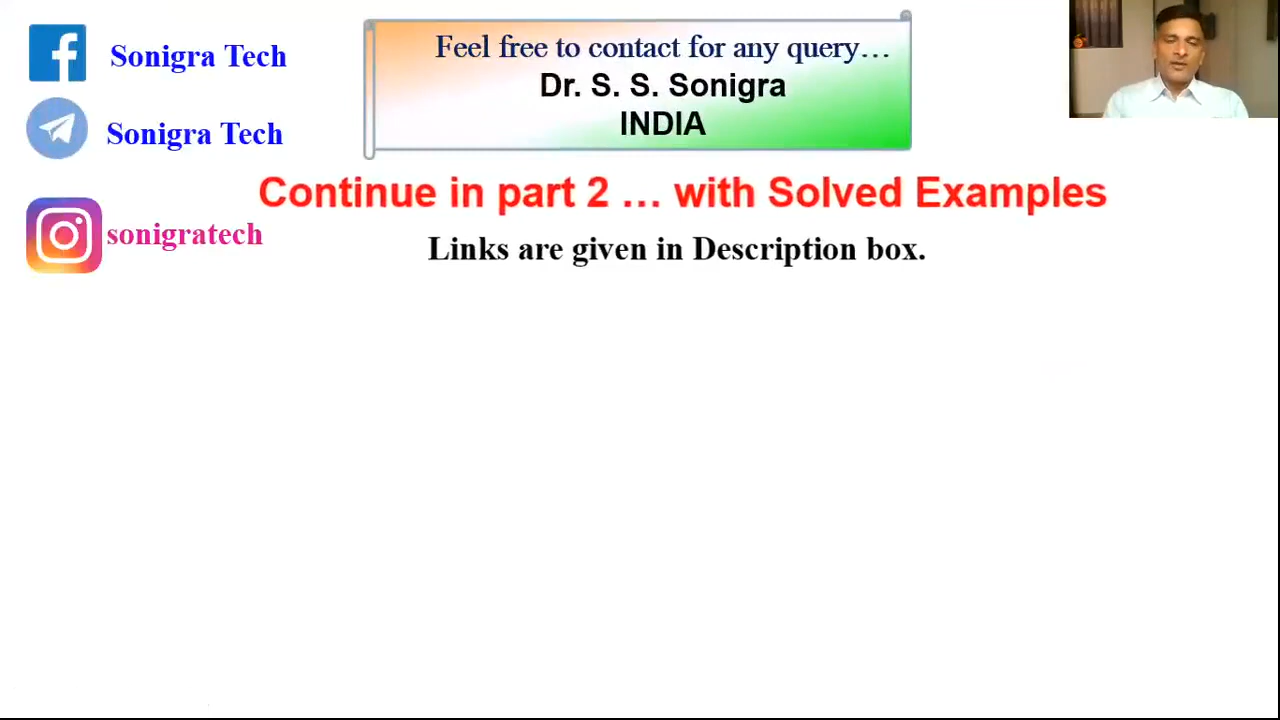 Sonigra Tech
Sonigra Tech
sonigratech
Feel free to contact for any query…
Dr. S. S. Sonigra
INDIA
Continue in part 2 … with Solved Examples
Links are given in Description box.